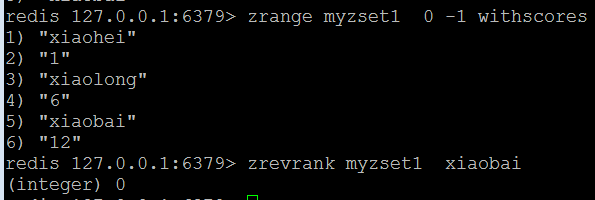 redis 127.0.0.1:6379> zrange myzset1  0 -1 withscores
1) "xiaohei"
2) "1"
3) "xiaolong"
4) "6"
5) "xiaobai"
6) "12"
redis 127.0.0.1:6379> zrevrank myzset1  xiaobai
(integer) 0